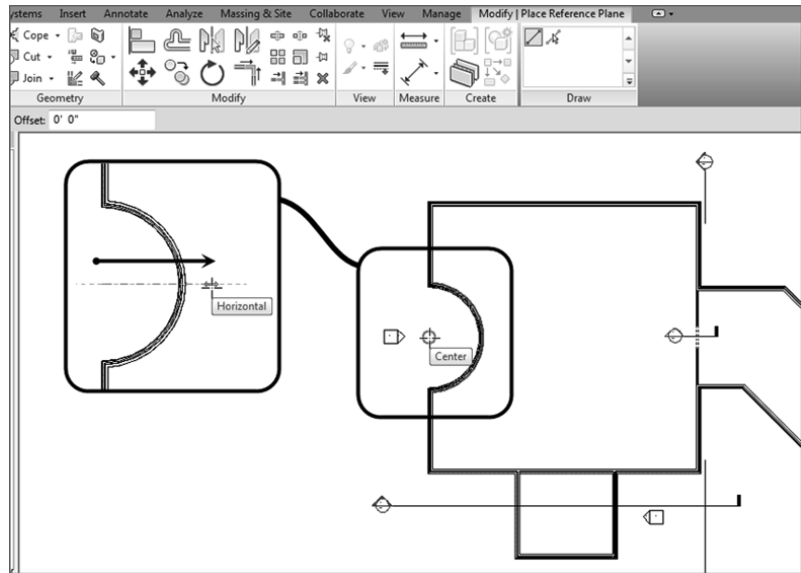 ystems Insert Annotate Analyze Massing & Site Collaborate View Manage Modify | Place Reference Plane
Cope
Cut
Join
Geometry Modify View Measure Create Draw
Offset: 0' 0"
Horizontal
Center